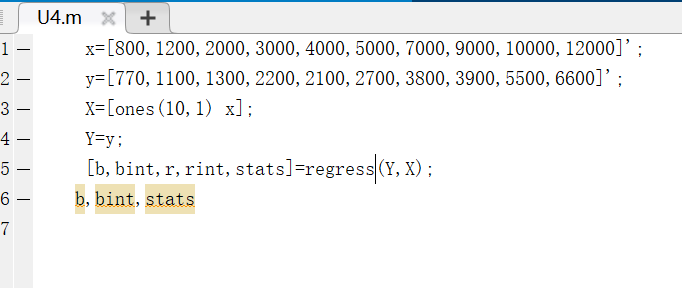 U4.m
1 — x=[800,1200,2000,3000,4000,5000,7000,9000,10000,12000]';
2 — y=[770,1100,1300,2200,2100,2700,3800,3900,5500,6600]';
3 — X=[ones(10,1) x];
4 — Y=y;
5 — [b,bint,r,rint,stats]=regress(Y,X);
6 — b,bint,stats
7